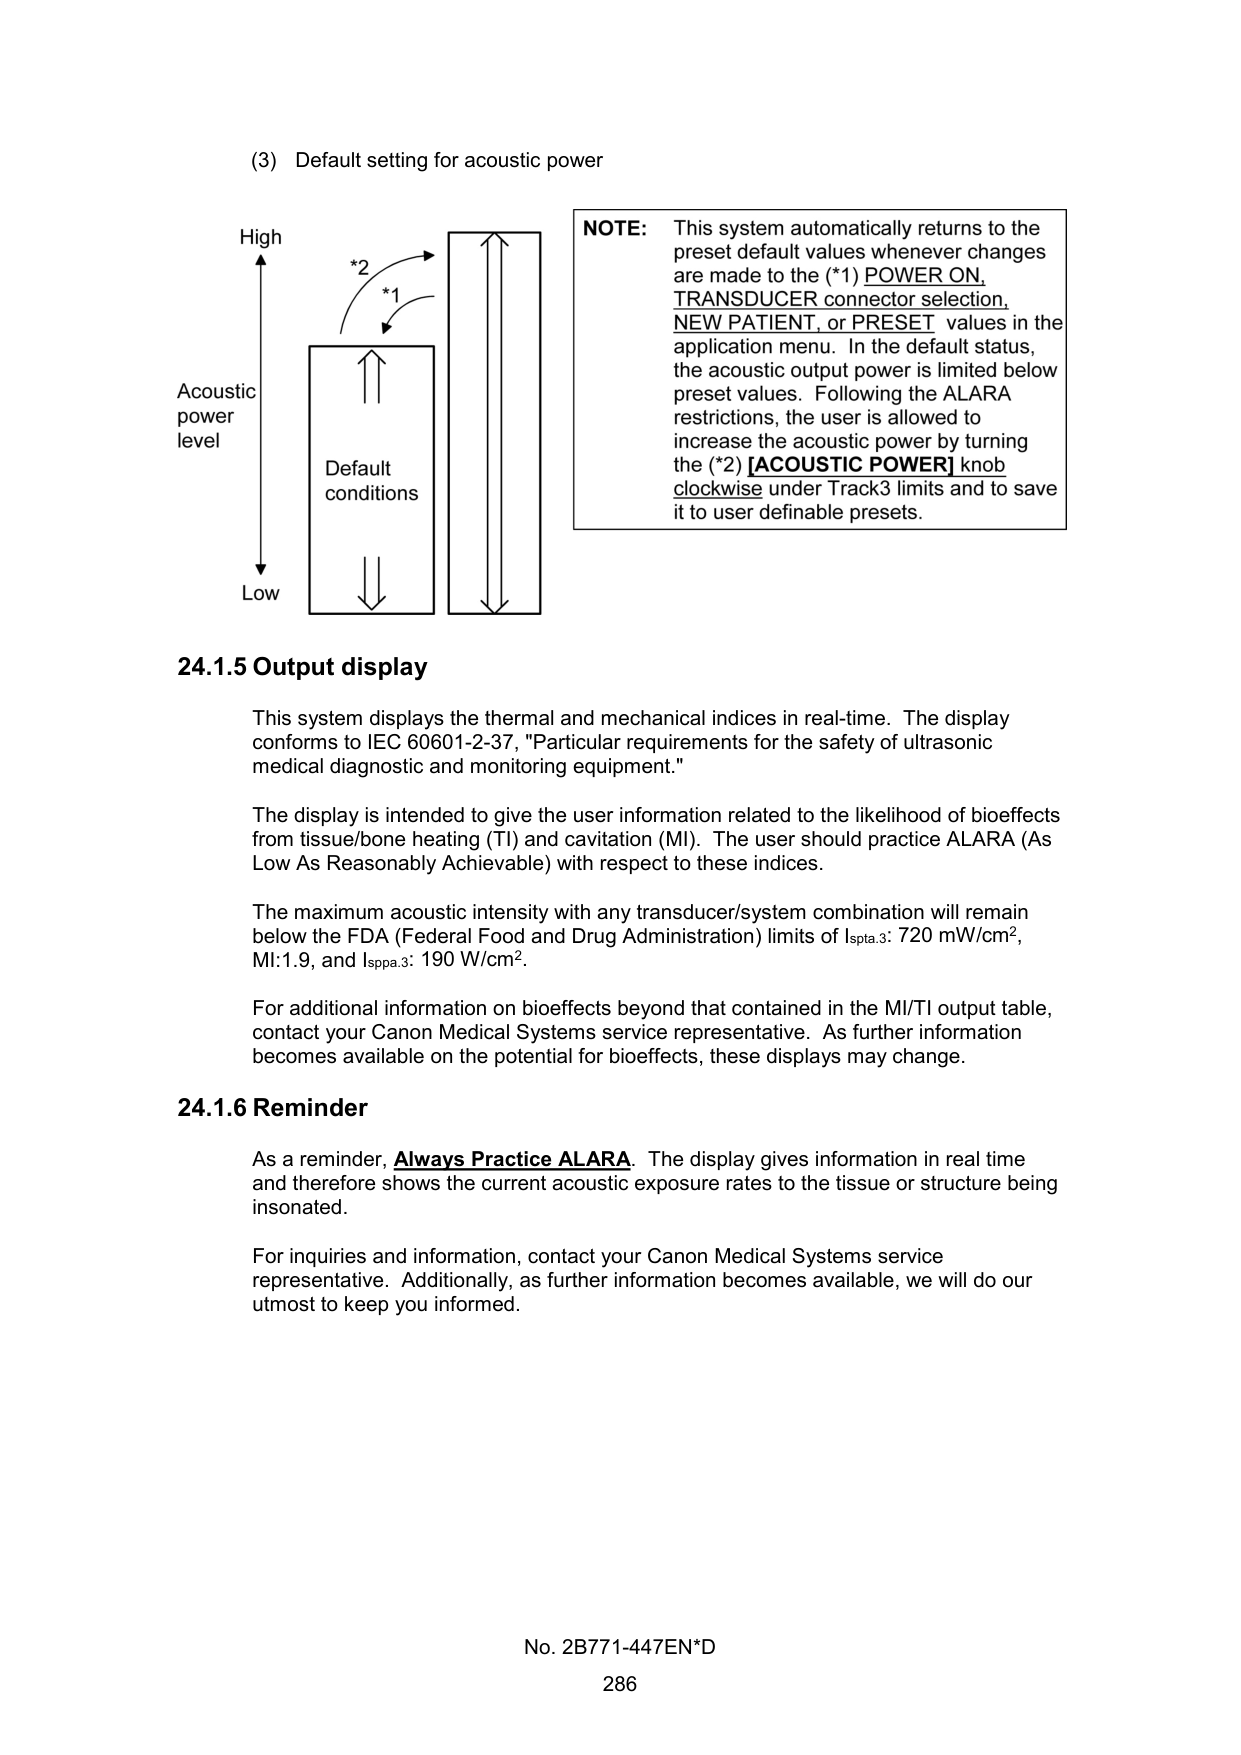 (3) Default setting for acoustic power
High
*2
*1
Acoustic
power
level
Default
conditions
Low
NOTE: This system automatically returns to the
preset default values whenever changes
are made to the (*1) POWER ON,
TRANSDUCER connector selection,
NEW PATIENT, or PRESET values in the
application menu. In the default status,
the acoustic output power is limited below
preset values. Following the ALARA
restrictions, the user is allowed to
increase the acoustic power by turning
the (*2) [ACOUSTIC POWER] knob
clockwise under Track3 limits and to save
it to user definable presets.
24.1.5 Output display
This system displays the thermal and mechanical indices in real-time. The display
conforms to IEC 60601-2-37, "Particular requirements for the safety of ultrasonic
medical diagnostic and monitoring equipment."
The display is intended to give the user information related to the likelihood of bioeffects
from tissue/bone heating (TI) and cavitation (MI). The user should practice ALARA (As
Low As Reasonably Achievable) with respect to these indices.
The maximum acoustic intensity with any transducer/system combination will remain
below the FDA (Federal Food and Drug Administration) limits of Ispta.3: 720 mW/cm2,
MI:1.9, and Isppa.3: 190 W/cm2.
For additional information on bioeffects beyond that contained in the MI/TI output table,
contact your Canon Medical Systems service representative. As further information
becomes available on the potential for bioeffects, these displays may change.
24.1.6 Reminder
As a reminder, Always Practice ALARA. The display gives information in real time
and therefore shows the current acoustic exposure rates to the tissue or structure being
insonated.
For inquiries and information, contact your Canon Medical Systems service
representative. Additionally, as further information becomes available, we will do our
utmost to keep you informed.
No. 2B771-447EN*D
286